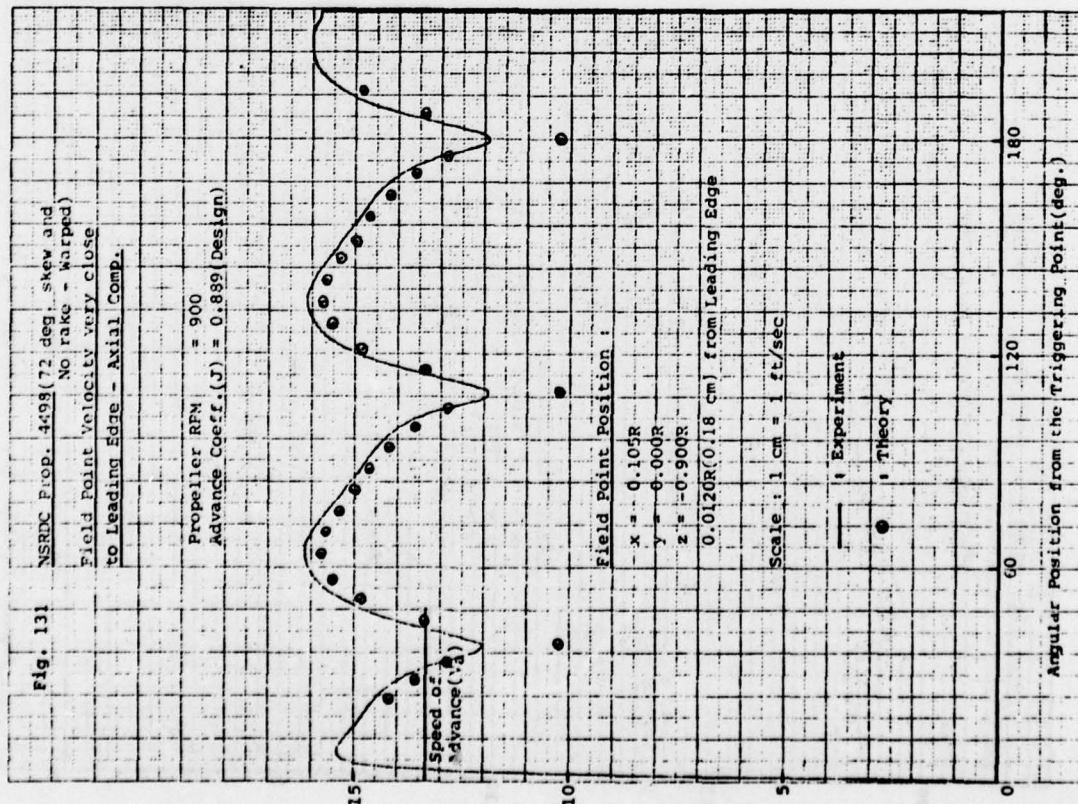 Fig. 131
NSRDC Prop. 4498(72 deg. skew and
No rake - Warped)
Field Point Velocity very close
to Leading Edge - Axial Comp.
Propeller RPM = 900
Advance Coeff.(J) = 0.889(Design)
15
10
5
0
Speed of
advance(Va)
Field Point Position :
x = - 0.105R
y = 0.000R
z = -0.900R
0.0120R(0.18 cm) from Leading Edge
Scale : 1 cm = 1 ft/sec
: Experiment
: Theory
60
120
180
Angular Position from the Triggering Point(deg.)